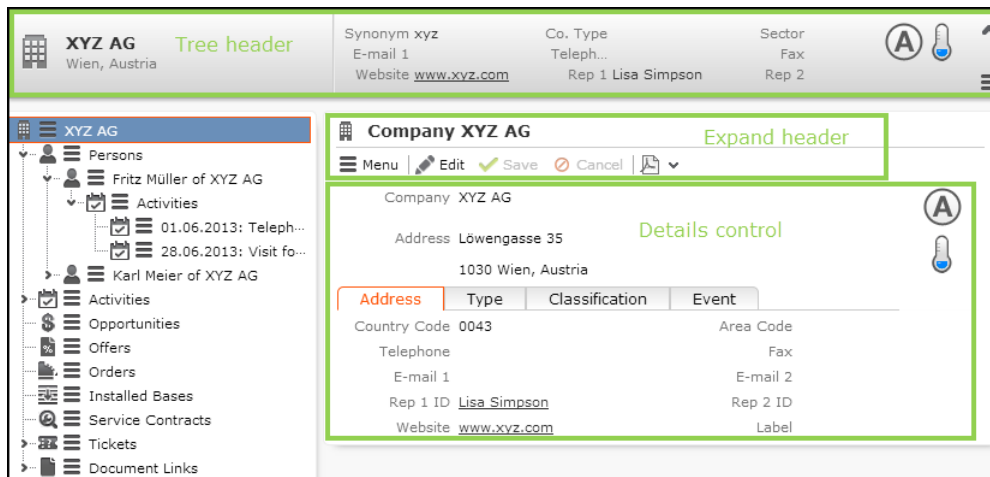 XYZ AG Tree header
Wien, Austria
Synonym xyz Co. Type Sector
E-mail 1 Teleph... Fax
Website www.xyz.com Rep 1 Lisa Simpson Rep 2
A
XYZ AG
Persons
Fritz Müller of XYZ AG
Activities
01.06.2013: Teleph...
28.06.2013: Visit fo...
Karl Meier of XYZ AG
Activities
Opportunities
Offers
Orders
Installed Bases
Service Contracts
Tickets
Document Links
Company XYZ AG Expand header
Menu Edit Save Cancel
Company XYZ AG
A
Address Löwengasse 35 Details control
1030 Wien, Austria
Address Type Classification Event
Country Code 0043 Area Code
Telephone Fax
E-mail 1 E-mail 2
Rep 1 ID Lisa Simpson Rep 2 ID
Website www.xyz.com Label